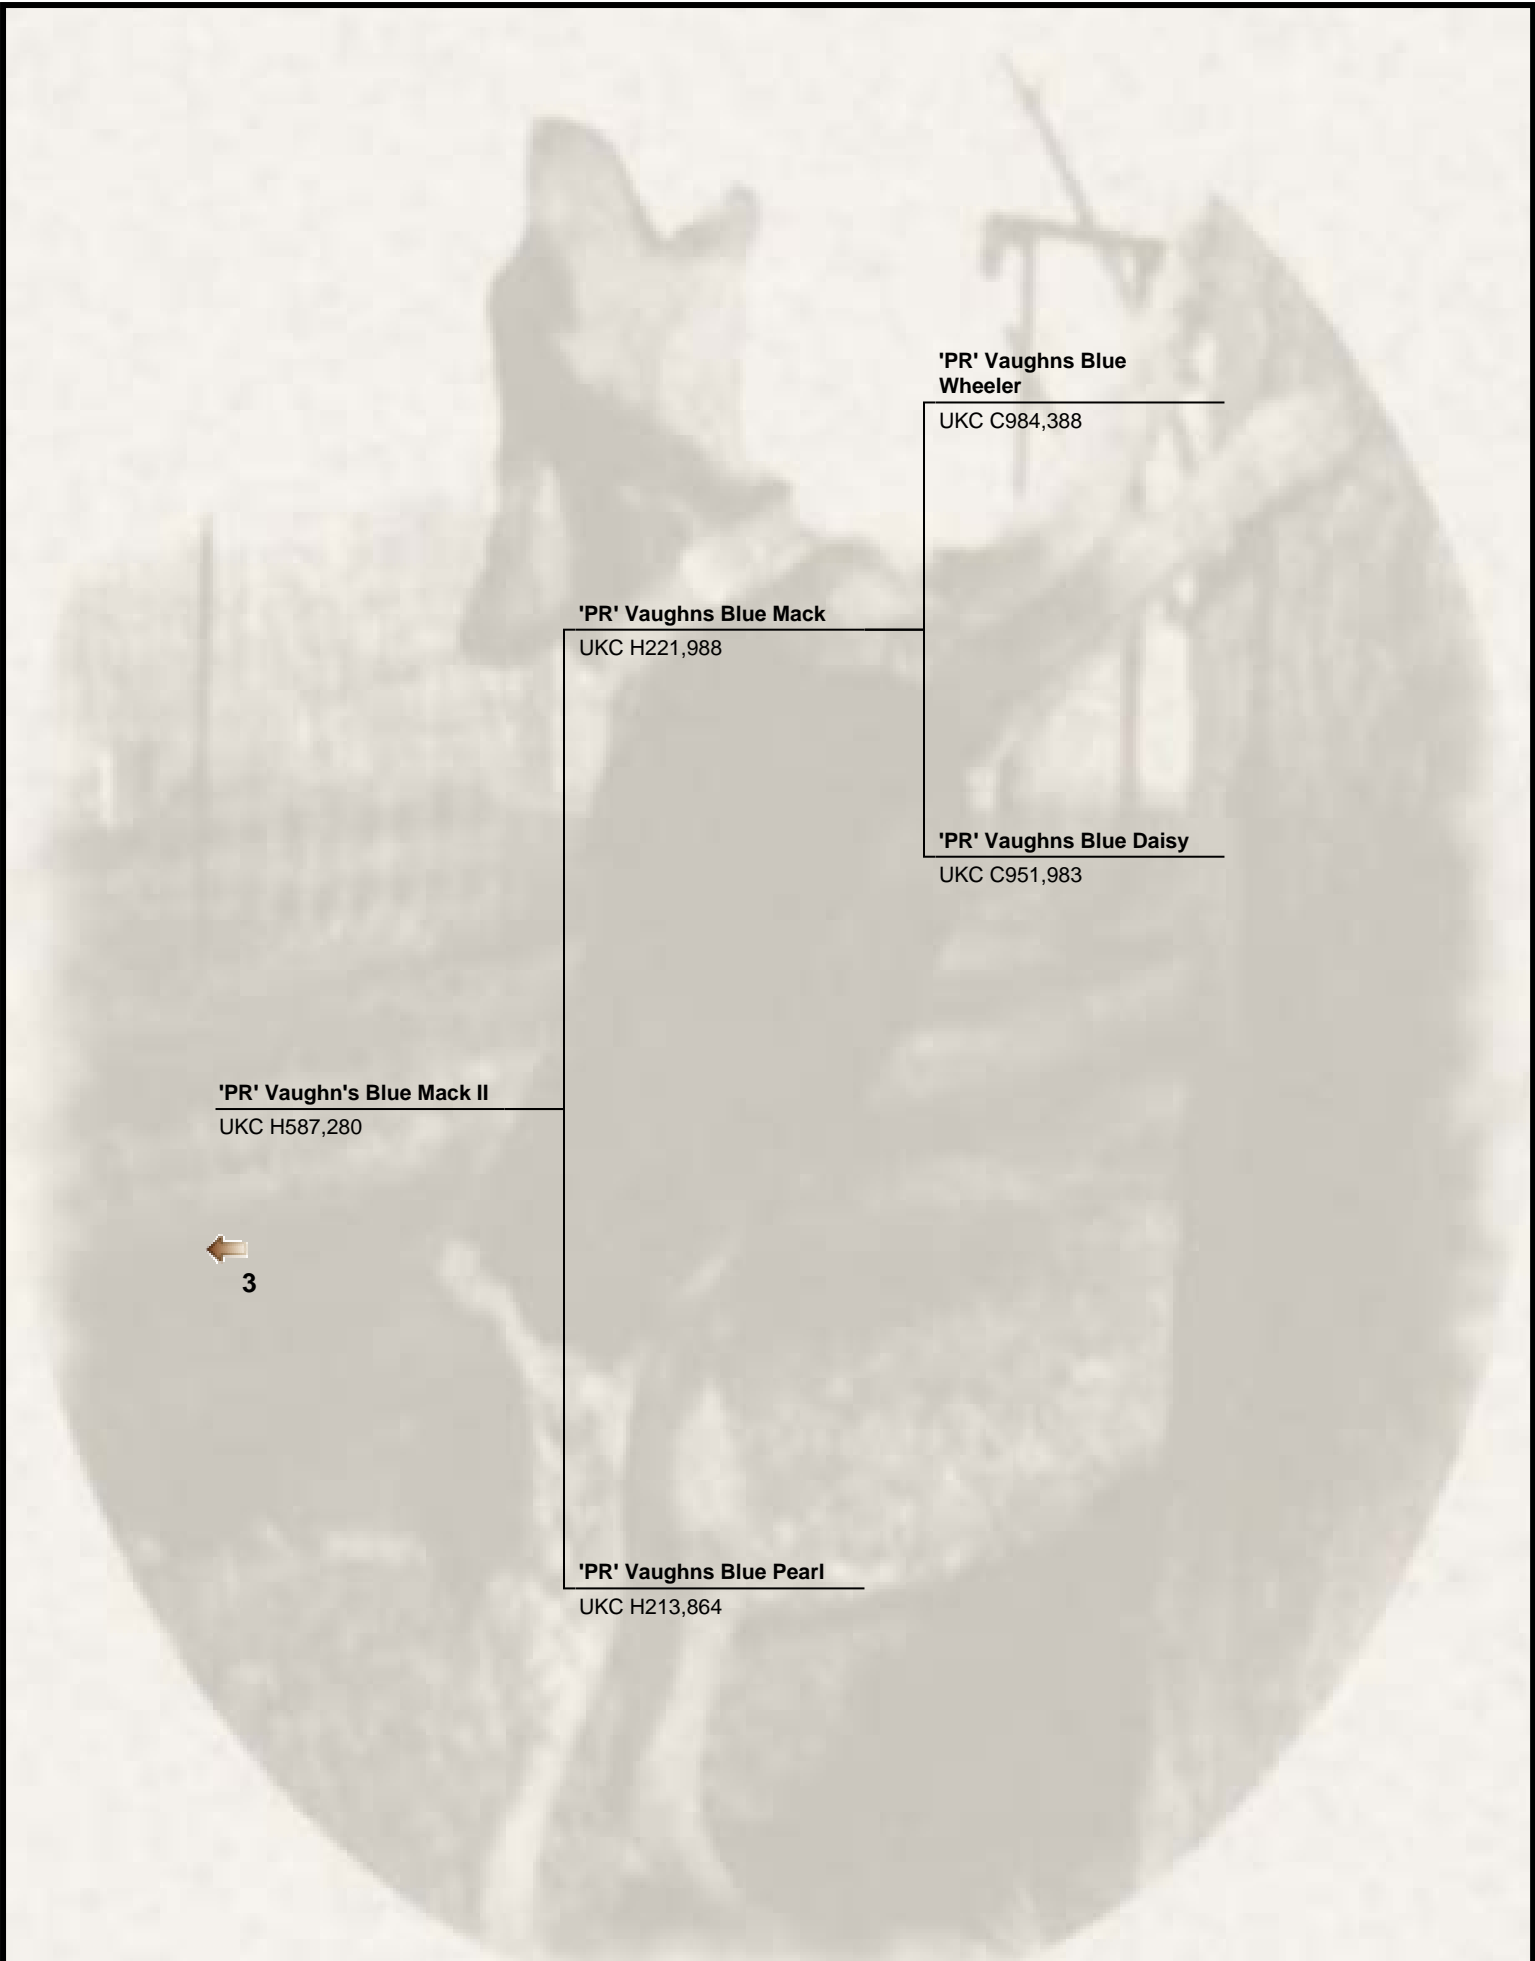 'PR' Vaughns Blue
Wheeler
UKC C984,388
'PR' Vaughns Blue Mack
UKC H221,988
'PR' Vaughns Blue Daisy
UKC C951,983
'PR' Vaughn's Blue Mack II
UKC H587,280
3
'PR' Vaughns Blue Pearl
UKC H213,864